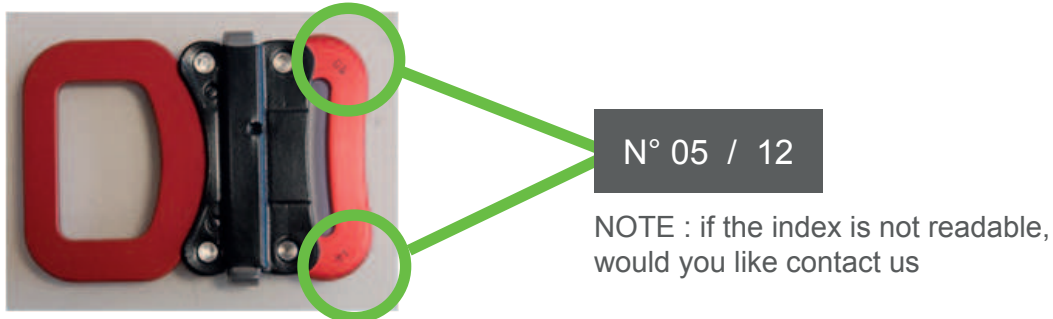 N° 05 / 12
NOTE : if the index is not readable,
would you like contact us